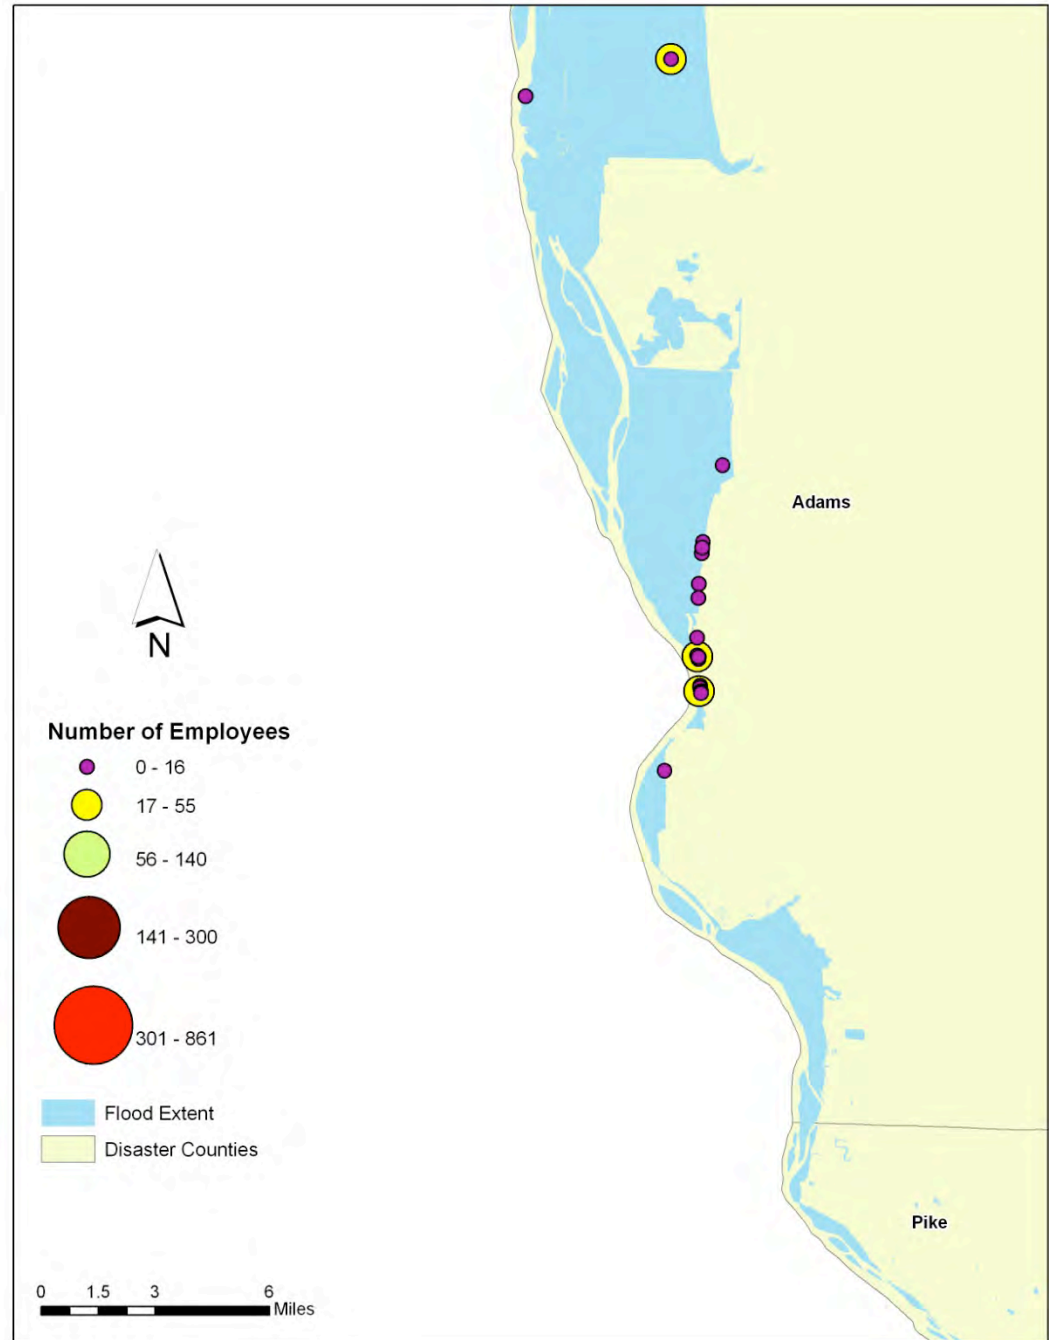 Adams
N
Number of Employees
0 - 16
17 - 55
56 - 140
141 - 300
301 - 861
Flood Extent
Disaster Counties
Pike
0 1.5 3 6
Miles